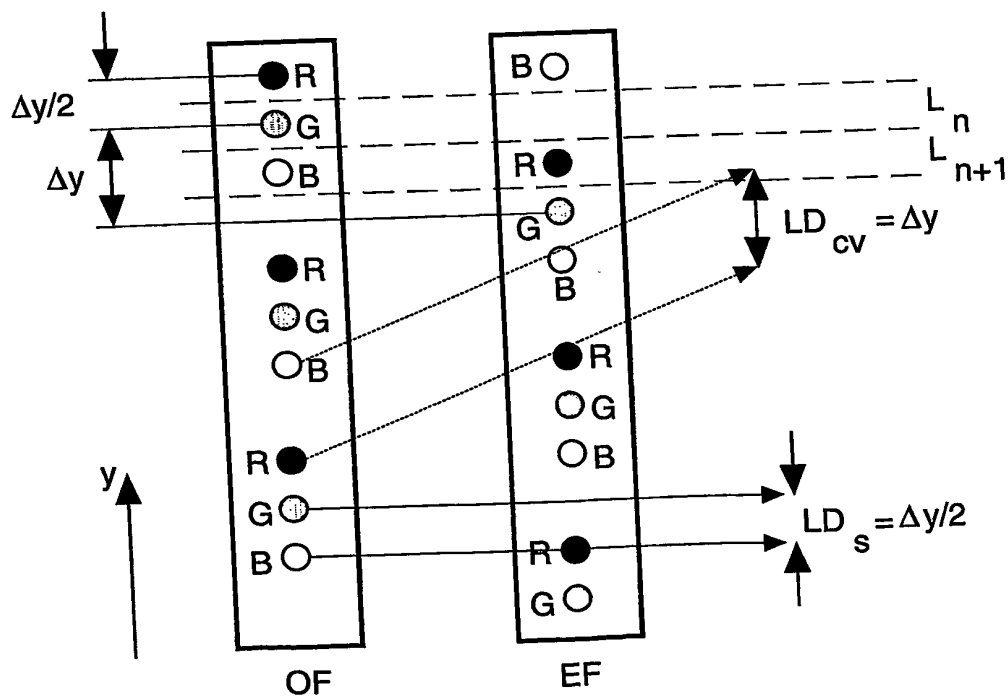 R
B
Δy/2
G
L n
L n+1
Δy
B
R
G
LD cv = Δy
R
B
G
B
R
G
R
B
y
G
LD s = Δy/2
B
R
G
OF
EF